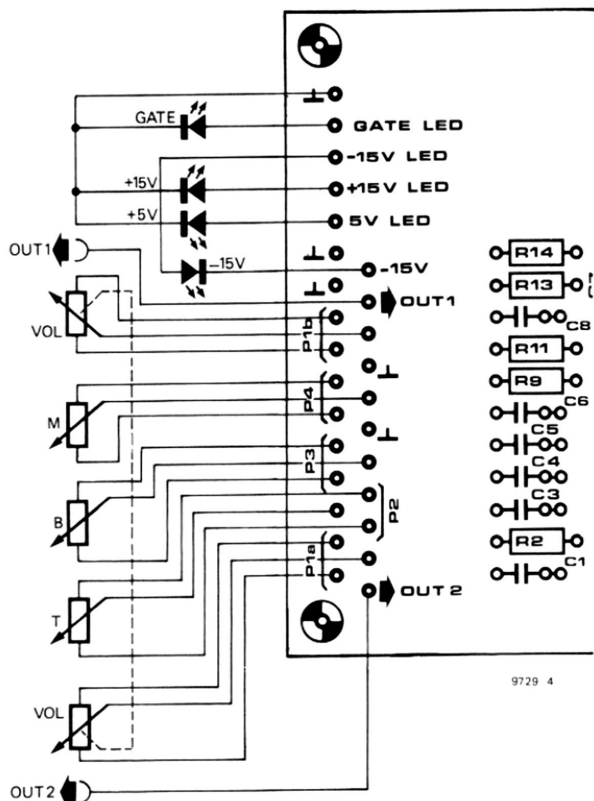 GATE
GATE LED
-15V LED
+15V
+15V LED
+5V
5V LED
OUT1
-15V
-15V
OUT1
VOL
P1b
M
P4
B
P3
P2
T
P1a
OUT 2
VOL
OUT2
R14
R13
C8
R11
R9
C6
C5
C4
C3
R2
C1
9729 4